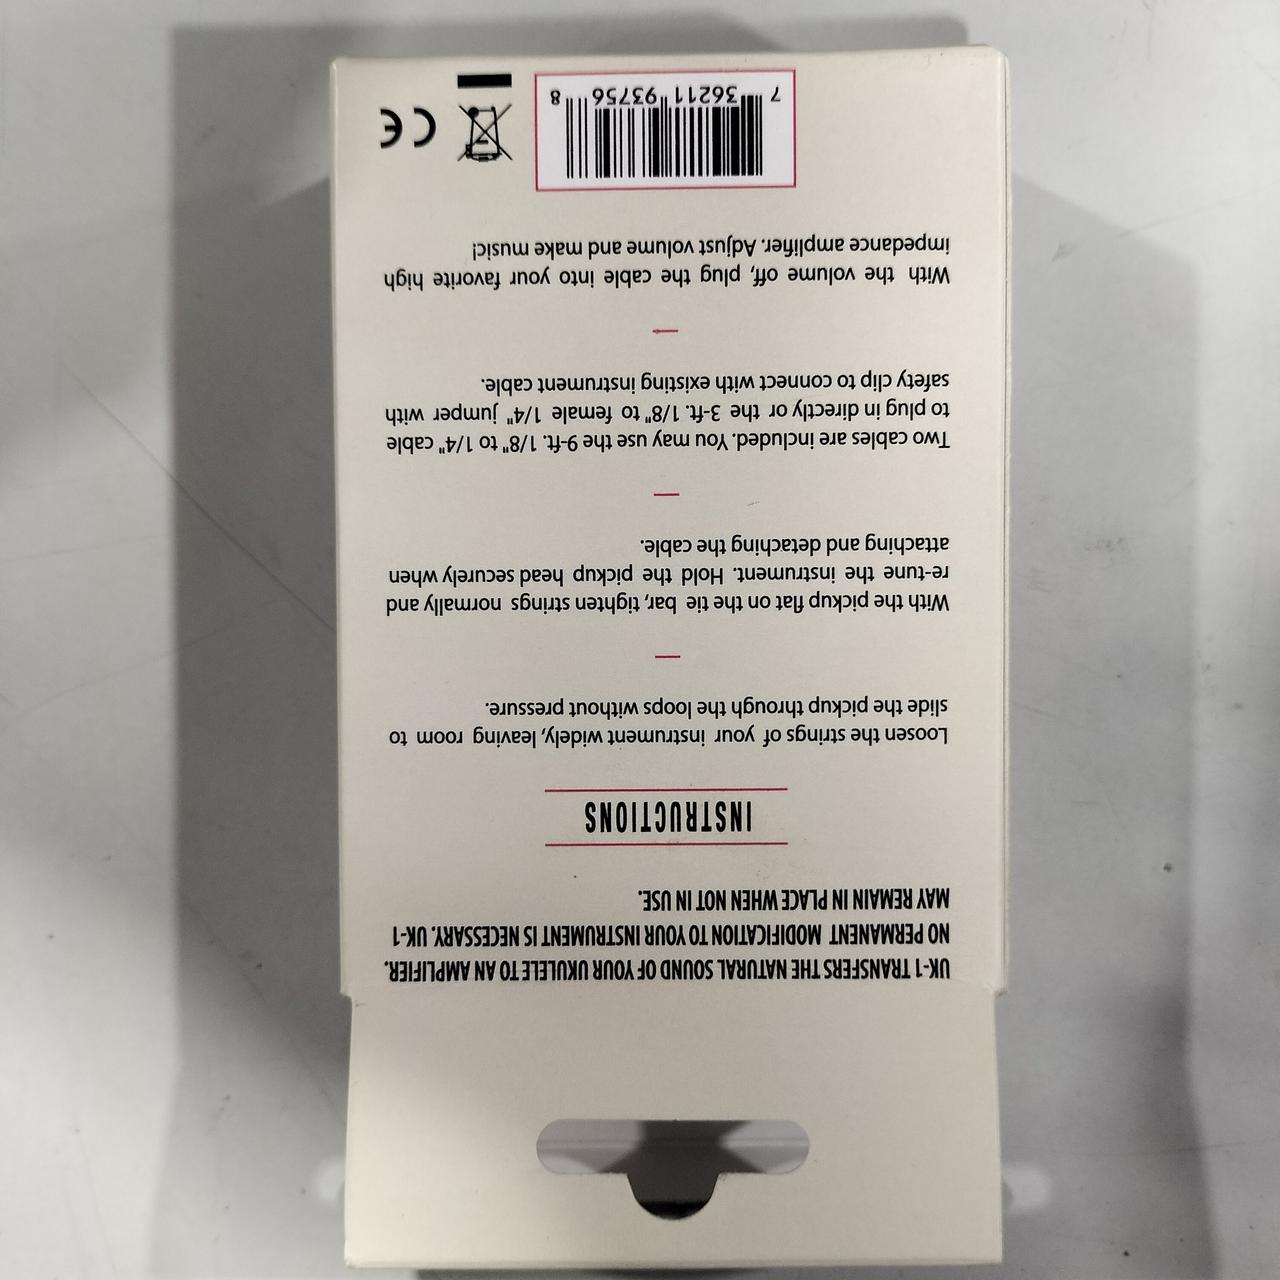 UK-1 TRANSFERS THE NATURAL SOUND OF YOUR UKULELE TO AN AMPLIFIER.
NO PERMANENT MODIFICATION TO YOUR INSTRUMENT IS NECESSARY. UK-1
MAY REMAIN IN PLACE WHEN NOT IN USE.
INSTRUCTIONS
Loosen the strings of your instrument widely, leaving room to
slide the pickup through the loops without pressure.
With the pickup flat on the tie bar, tighten strings normally and
re-tune the instrument. Hold the pickup head securely when
attaching and detaching the cable.
Two cables are included. You may use the 9-ft. 1/8" to 1/4" cable
to plug in directly or the 3-ft. 1/8" to female 1/4" jumper with
safety clip to connect with existing instrument cable.
With the volume off, plug the cable into your favorite high
impedance amplifier. Adjust volume and make music!
7 36211 93756 8
CE